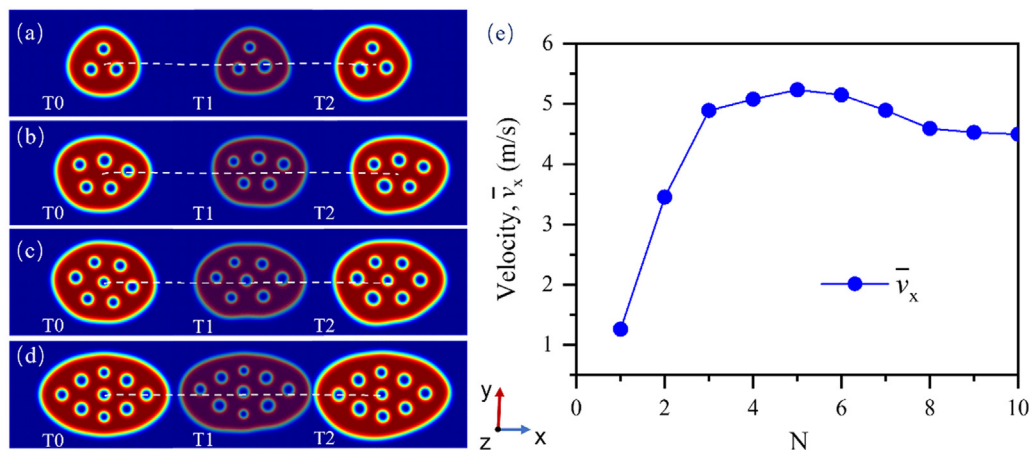 (a)
T0
T1
T2
(b)
T0
T1
T2
(c)
T0
T1
T2
(d)
T0
T1
T2
y
z
x
(e)
Velocity, v̄x (m/s)
6
5
4
3
2
1
v̄x
0
2
4
6
8
10
N